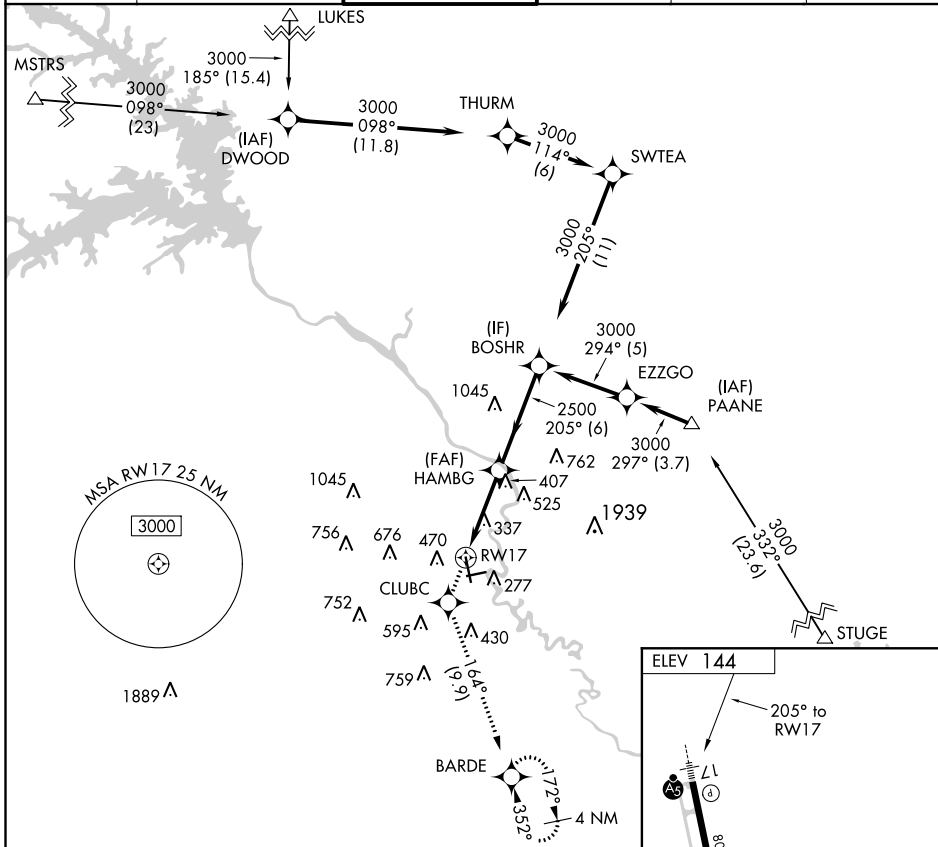 LUKES
MSTRS
3000
185° (15.4)
3000
098°
(23)
(IAF)
DWOOD
3000
098°
(11.8)
THURM
3000
114°
(6)
SWTEA
3000
205°
(11)
(IF)
BOSHR
3000
294° (5)
EZZGO
(IAF)
PAANE
1045
2500
205° (6)
3000
297° (3.7)
(FAF)
HAMBG
762
407
525
1939
MSA RW17 25 NM
3000
1045
756
676
470
337
RW17
277
CLUBC
752
595
430
759
1889
3000
332°
(23.6)
STUGE
164°
(9.9)
BARDE
172°
352°
4 NM
ELEV 144
205° to
RW17
17
A5
P
80